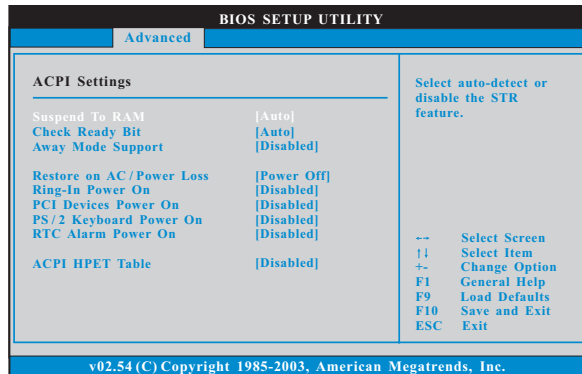 BIOS SETUP UTILITY
Advanced
ACPI Settings
Suspend To RAM [Auto]
Check Ready Bit [Auto]
Away Mode Support [Disabled]
Restore on AC / Power Loss [Power Off]
Ring-In Power On [Disabled]
PCI Devices Power On [Disabled]
PS / 2 Keyboard Power On [Disabled]
RTC Alarm Power On [Disabled]
ACPI HPET Table [Disabled]
Select auto-detect or
disable the STR
feature.
←→ Select Screen
↑↓ Select Item
+- Change Option
F1 General Help
F9 Load Defaults
F10 Save and Exit
ESC Exit
v02.54 (C) Copyright 1985-2003, American Megatrends, Inc.